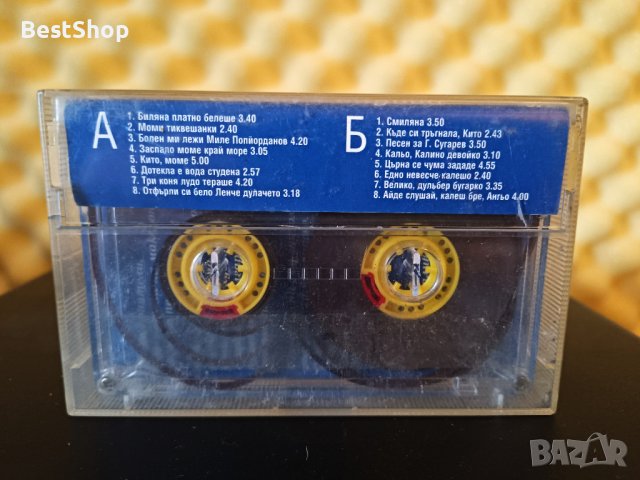 BestShop
А
1. Биляна платно белеше 3.40
2. Моме тиквешанки 2.40
3. Болен ми лежи Миле Попйорданов 4.20
4. Заспало моме край море 3.05
5. Кито, моме 5.00
6. Дотекла е вода студена 2.57
7. Три коня лудо тераше 4.20
8. Отфърли си бело Ленче дулачето 3.18
Б
1. Смиляна 3.50
2. Къде си тръгнала, Кито 2.43
3. Песен за Г. Сугарев 3.50
4. Кальо, Калино девойко 3.10
5. Църна се чума зададе 4.55
6. Едно невесче калешо 2.40
7. Велико, дульбер бугарко 3.35
8. Айде слушай, калеш бре, Ангьо 4.00
BAZAR